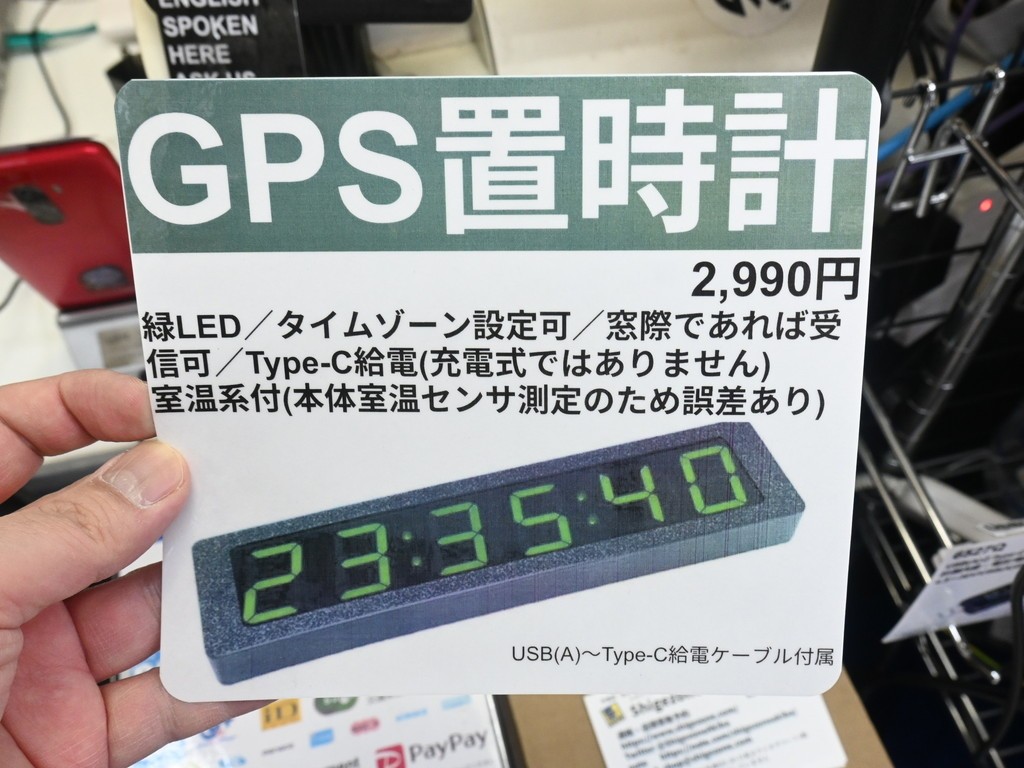 ENGLISH
SPOKEN
HERE
ASK US
GPS置時計
2,990円
緑LED／タイムゾーン設定可／窓際であれば受
信可／Type-C給電(充電式ではありません)
室温系付(本体室温センサ測定のため誤差あり)
23:35:40
USB(A)～Type-C給電ケーブル付属
iD
PayPay